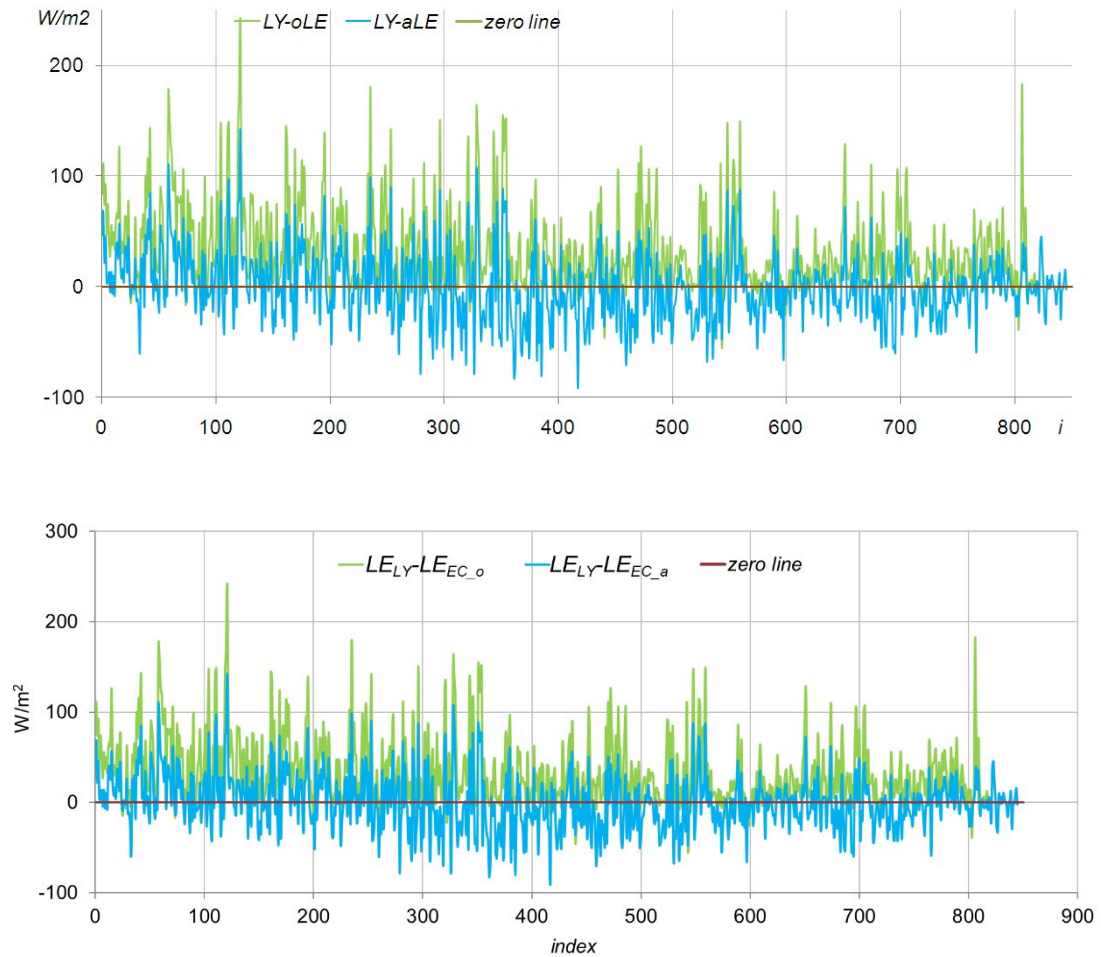 W/m2 LY-oLE LY-aLE zero line
200
100
0
-100
0 100 200 300 400 500 600 700 800 i
300
LE_LY-LE_EC_o LE_LY-LE_EC_a zero line
200
100
W/m²
0
-100
0 100 200 300 400 500 600 700 800 900
index